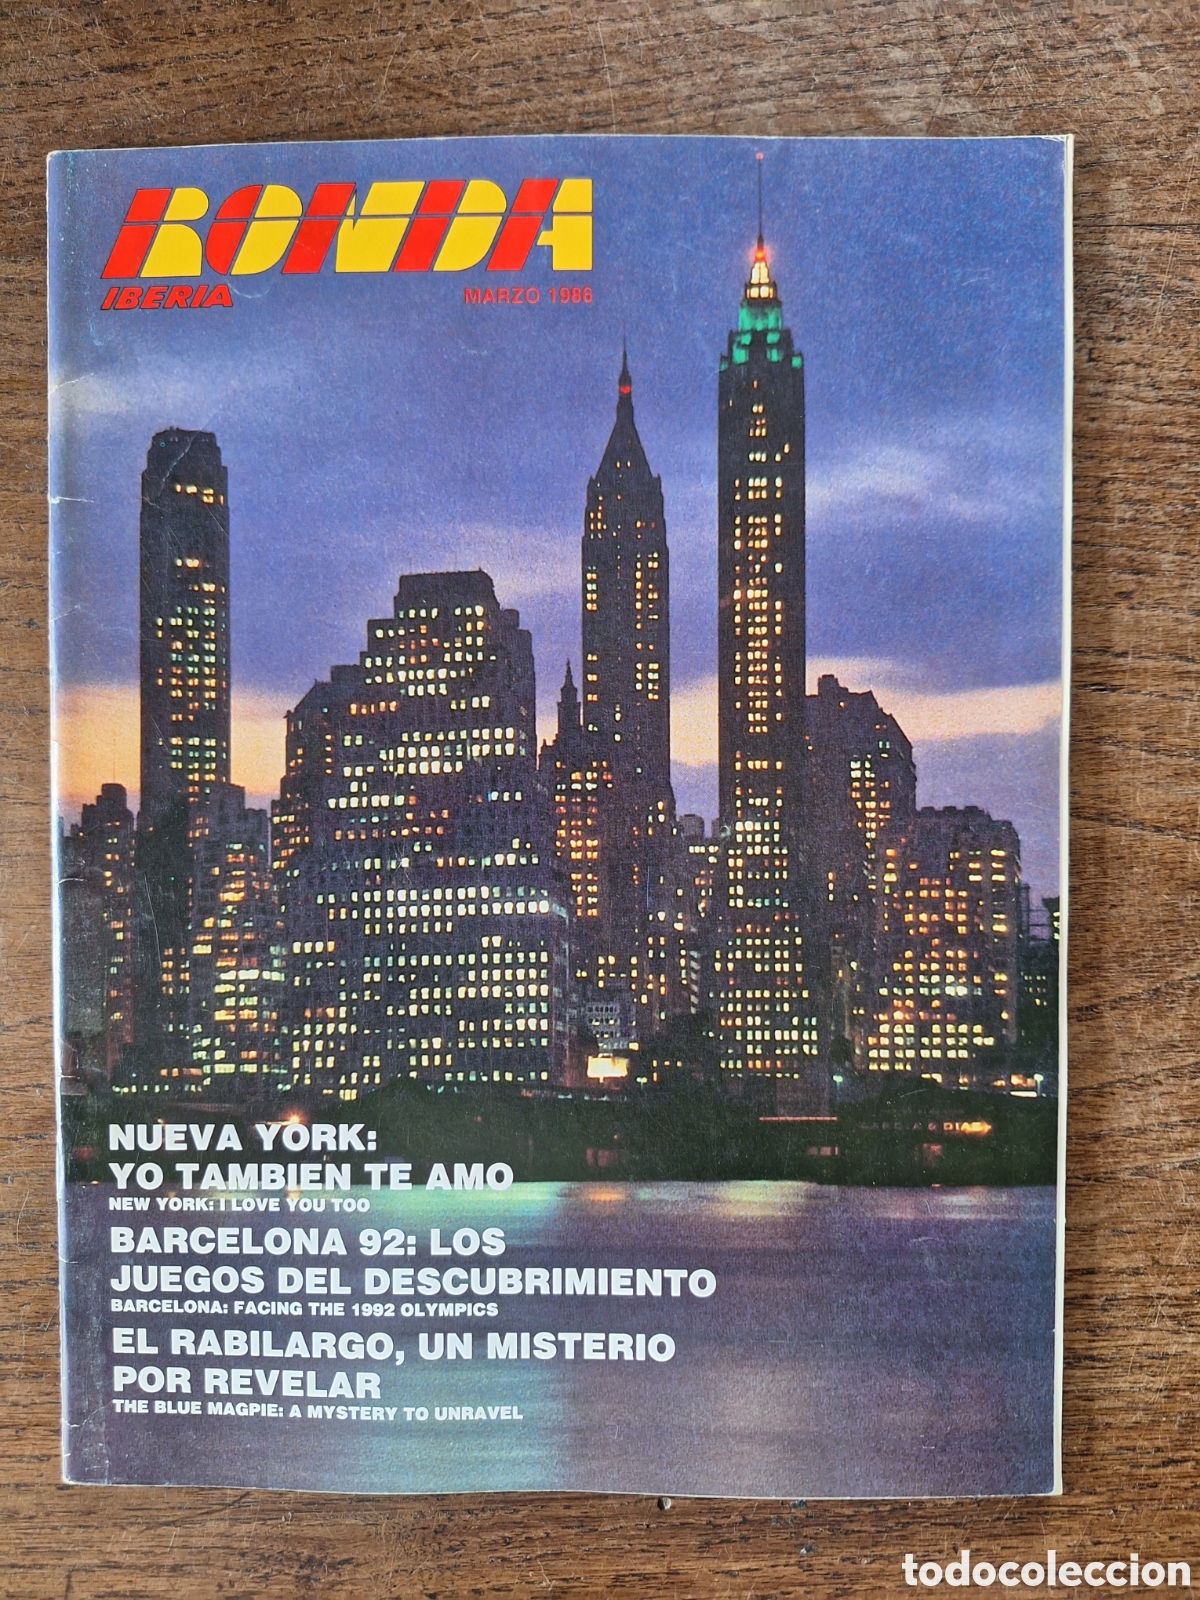 RONDA
IBERIA
MARZO 1986
NUEVA YORK:
YO TAMBIEN TE AMO
NEW YORK: I LOVE YOU TOO
BARCELONA 92: LOS
JUEGOS DEL DESCUBRIMIENTO
BARCELONA: FACING THE 1992 OLYMPICS
EL RABILARGO, UN MISTERIO
POR REVELAR
THE BLUE MAGPIE: A MYSTERY TO UNRAVEL
GARCIA & DIAZ
todocoleccion